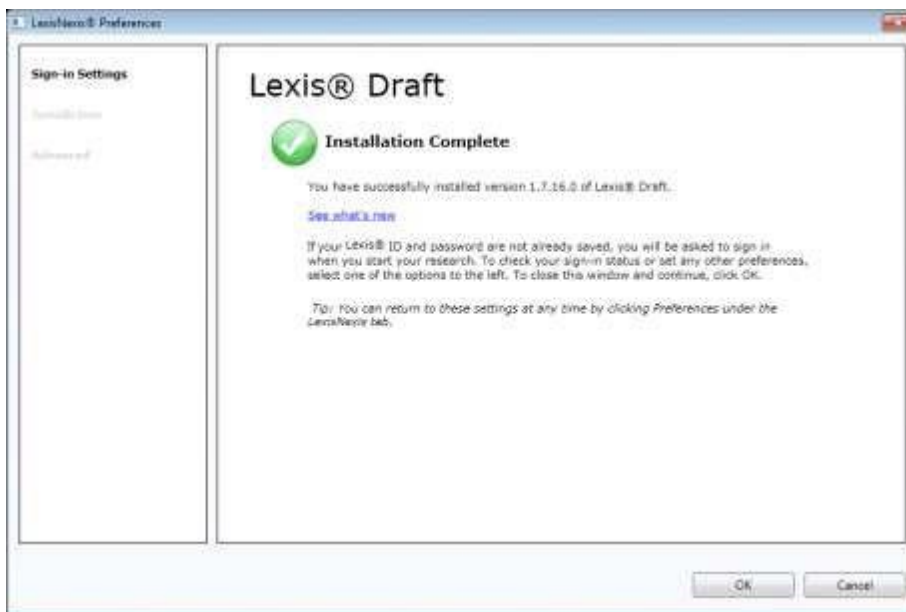 LexisNexis® Preferences
Sign-in Settings
Jurisdictions
Advanced
Lexis® Draft
Installation Complete
You have successfully installed version 1.7.16.0 of Lexis® Draft.
See what's new
If your Lexis® ID and password are not already saved, you will be asked to sign in
when you start your research. To check your sign-in status or set any other preferences,
select one of the options to the left. To close this window and continue, click OK.
Tip: You can return to these settings at any time by clicking Preferences under the
LexisNexis tab.
OK
Cancel